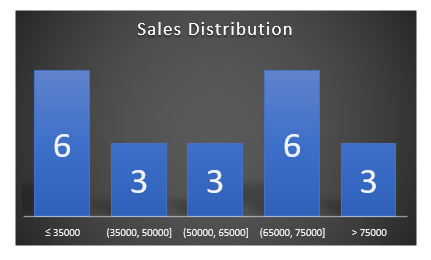 Sales Distribution
6 3 3 6 3
≤ 35000 (35000, 50000] (50000, 65000] (65000, 75000] > 75000